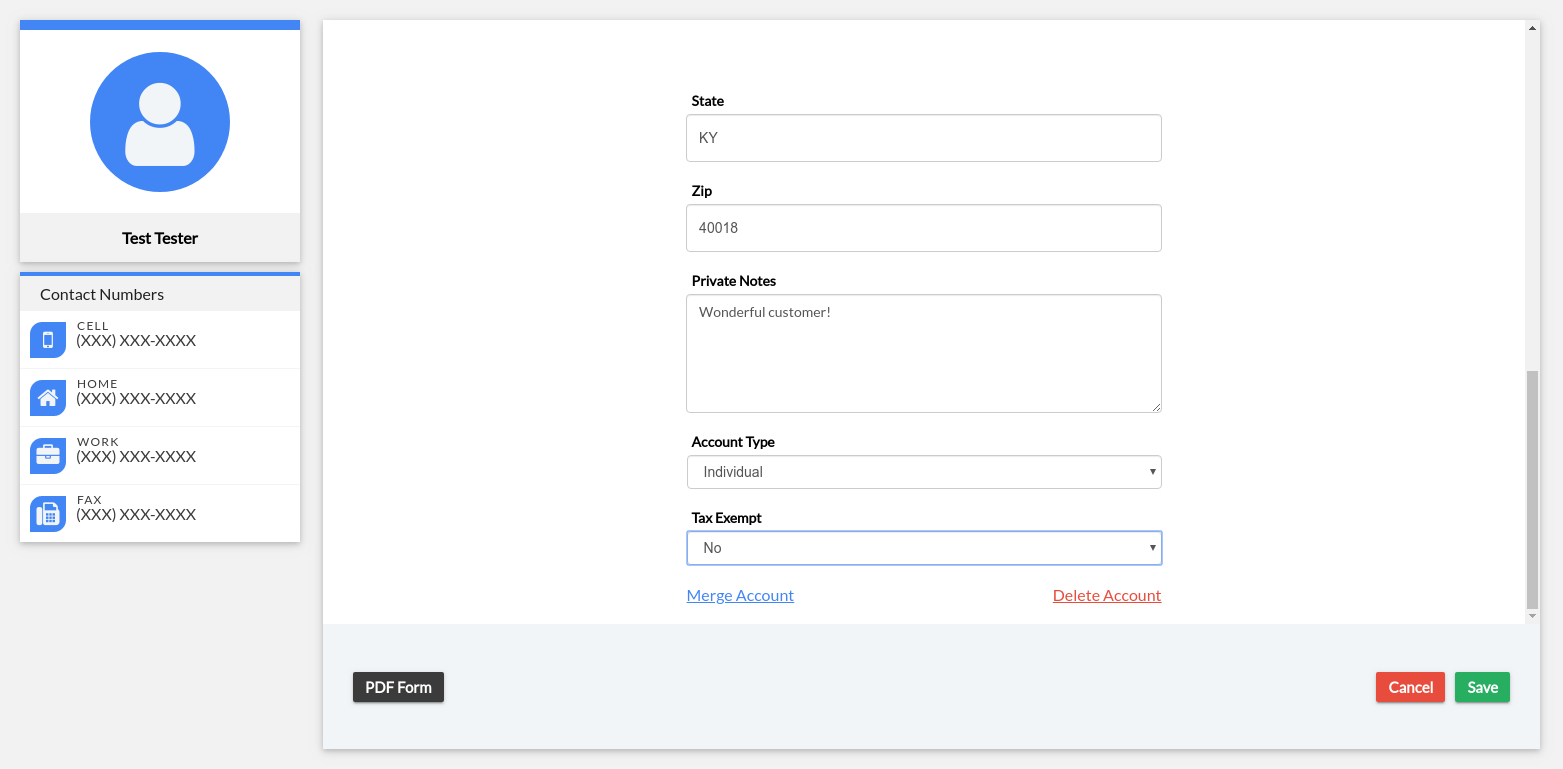 Test Tester
Contact Numbers
CELL
(XXX) XXX-XXXX
HOME
(XXX) XXX-XXXX
WORK
(XXX) XXX-XXXX
FAX
(XXX) XXX-XXXX
State
KY
Zip
40018
Private Notes
Wonderful customer!
Account Type
Individual
Tax Exempt
No
Merge Account
Delete Account
PDF Form
Cancel
Save